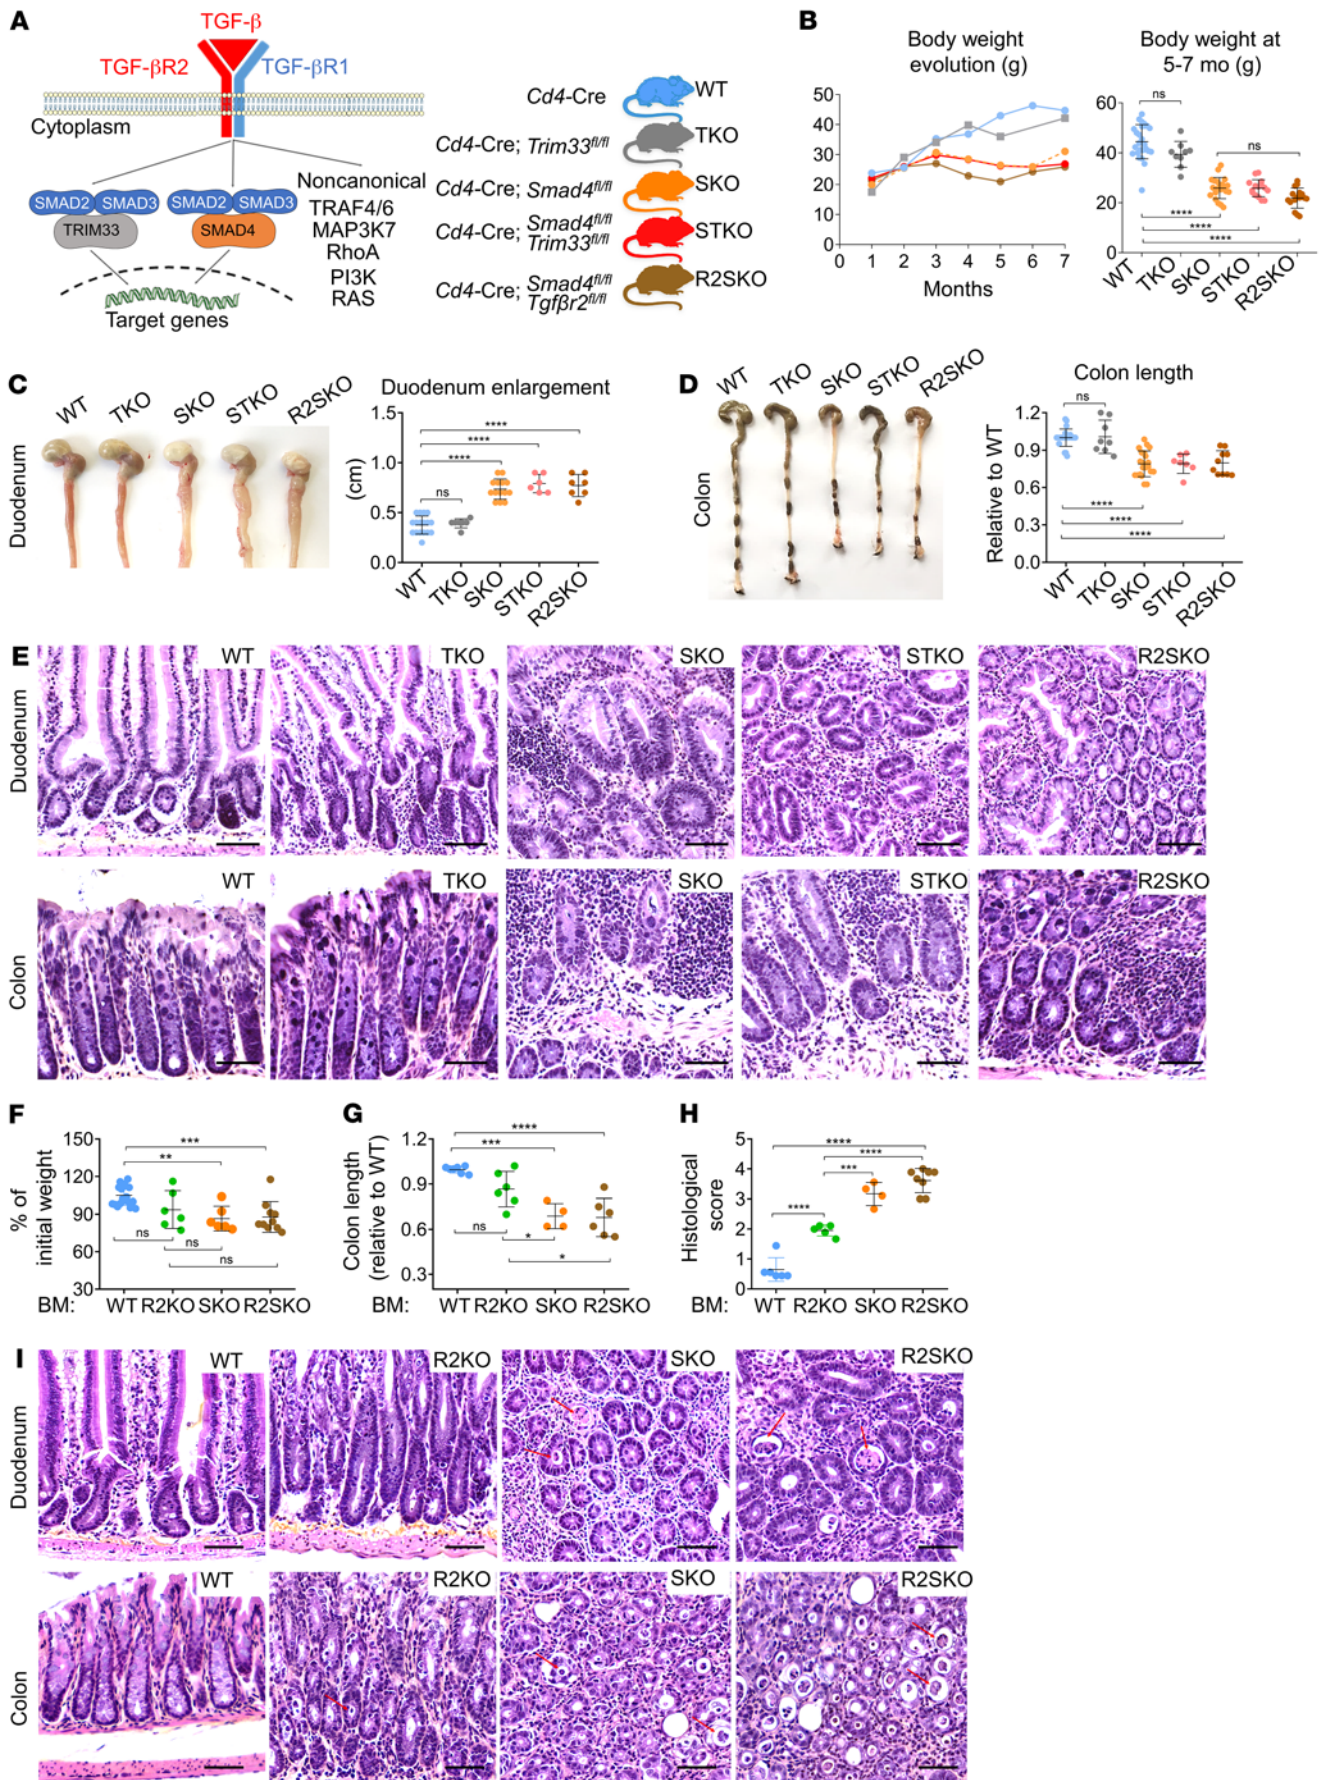 A
TGF-β
TGF-βR2
TGF-βR1
Cytoplasm
SMAD2 SMAD3
TRIM33
SMAD2 SMAD3
SMAD4
Noncanonical
TRAF4/6
MAP3K7
RhoA
PI3K
RAS
Target genes
Cd4-Cre WT
Cd4-Cre; Trim33fl/fl TKO
Cd4-Cre; Smad4fl/fl SKO
Cd4-Cre; Smad4fl/fl Trim33fl/fl STKO
Cd4-Cre; Smad4fl/fl Tgfβr2fl/fl R2SKO
B
Body weight
evolution (g)
50
40
30
20
10
0
0 1 2 3 4 5 6 7
Months
Body weight at
5-7 mo (g)
60
40
20
0
ns
ns
****
****
****
WT TKO SKO STKO R2SKO
C
Duodenum
WT TKO SKO STKO R2SKO
Duodenum enlargement
(cm)
1.5
1.0
0.5
0.0
****
****
****
ns
WT TKO SKO STKO R2SKO
D
Colon
WT TKO SKO STKO R2SKO
Colon length
Relative to WT
1.2
0.9
0.6
0.3
0.0
ns
****
****
****
WT TKO SKO STKO R2SKO
E
Duodenum
WT TKO SKO STKO R2SKO
Colon
WT TKO SKO STKO R2SKO
F
% of
initial weight
150
120
90
60
30
***
**
ns
ns
ns
BM: WT R2KO SKO R2SKO
G
Colon length
(relative to WT)
1.2
0.9
0.6
0.3
****
***
ns
*
*
BM: WT R2KO SKO R2SKO
H
Histological
score
5
4
3
2
1
0
****
****
***
****
BM: WT R2KO SKO R2SKO
I
Duodenum
WT R2KO SKO R2SKO
Colon
WT R2KO SKO R2SKO